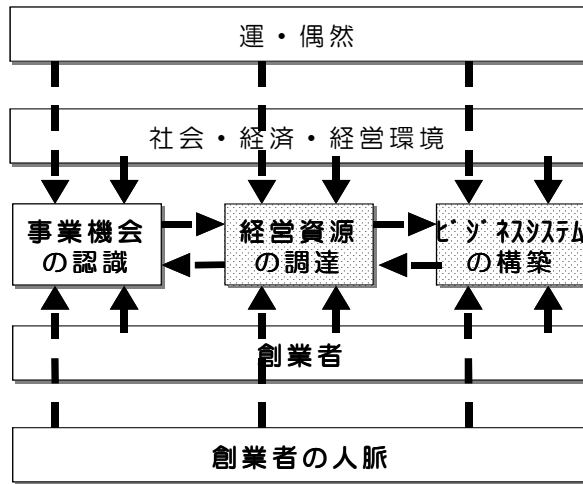 運・偶然
社会・経済・経営環境
事業機会
の認識
経営資源
の調達
ﾋﾞｼﾞﾈｽｼｽﾃﾑ
の構築
創業者
創業者の人脈